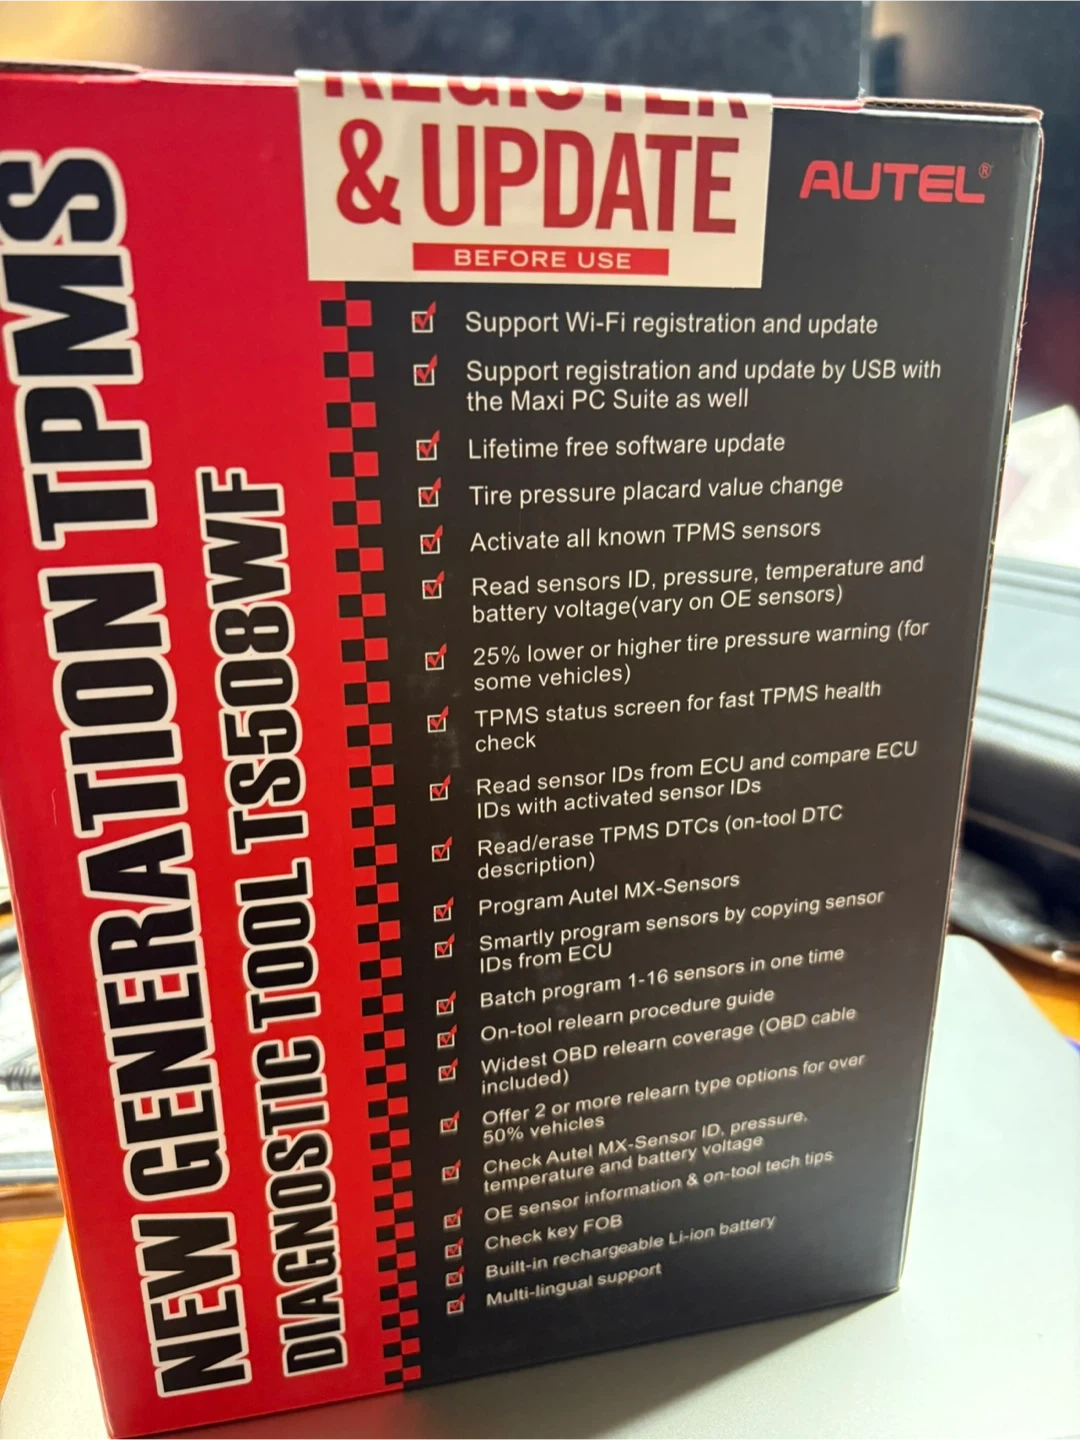 REGISTER
& UPDATE
BEFORE USE
AUTEL®
NEW GENERATION TPMS
DIAGNOSTIC TOOL TS508WF
Support Wi-Fi registration and update
Support registration and update by USB with
the Maxi PC Suite as well
Lifetime free software update
Tire pressure placard value change
Activate all known TPMS sensors
Read sensors ID, pressure, temperature and
battery voltage(vary on OE sensors)
25% lower or higher tire pressure warning (for
some vehicles)
TPMS status screen for fast TPMS health
check
Read sensor IDs from ECU and compare ECU
IDs with activated sensor IDs
Read/erase TPMS DTCs (on-tool DTC
description)
Program Autel MX-Sensors
Smartly program sensors by copying sensor
IDs from ECU
Batch program 1-16 sensors in one time
On-tool relearn procedure guide
Widest OBD relearn coverage (OBD cable
included)
Offer 2 or more relearn type options for over
50% vehicles
Check Autel MX-Sensor ID, pressure,
temperature and battery voltage
OE sensor information & on-tool tech tips
Check key FOB
Built-in rechargeable Li-ion battery
Multi-lingual support